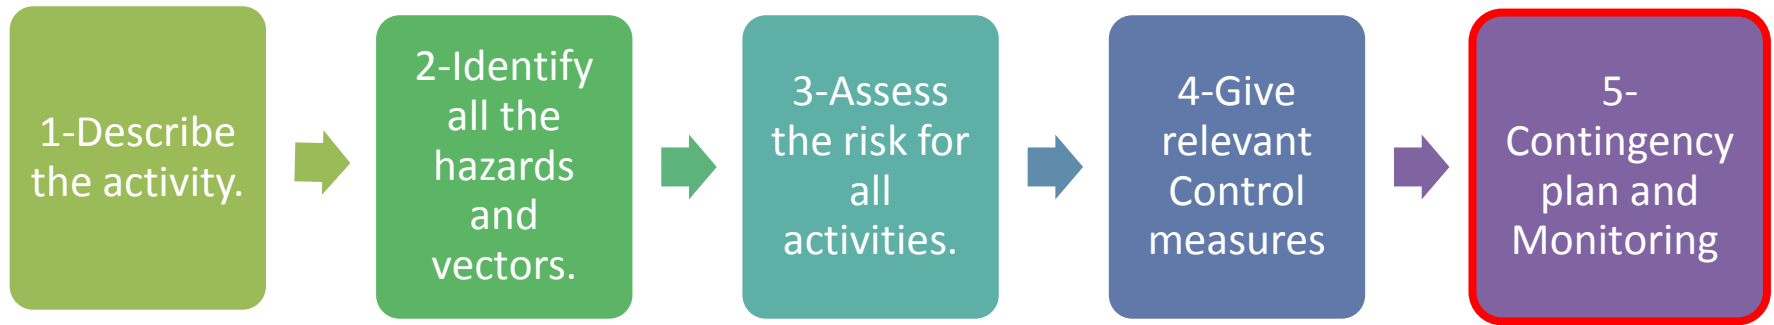 1-Describe
the activity.
2-Identify
all the
hazards
and
vectors.
3-Assess
the risk for
all
activities.
4-Give
relevant
Control
measures
5-
Contingency
plan and
Monitoring